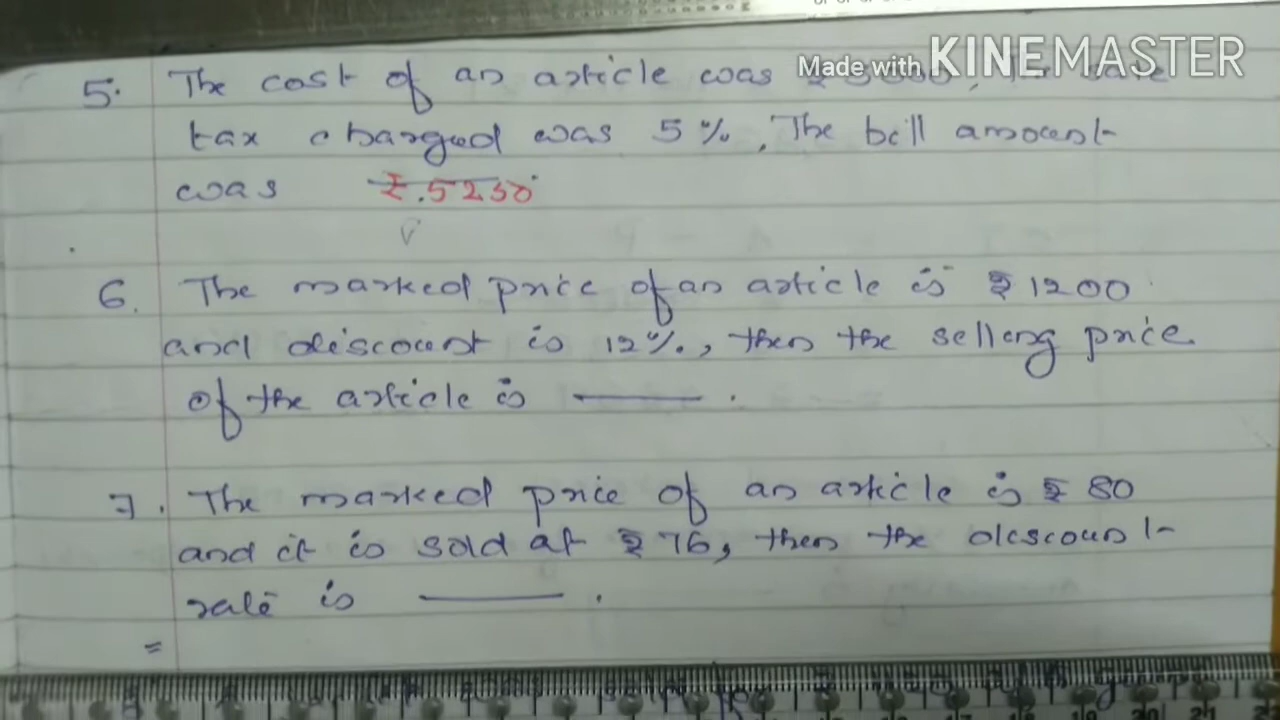 Made with KINEMASTER
5. The cost of an article was
tax charged was 5%, The bill amount
was ₹.5250
6. The marked price of an article is ₹1200
and discount is 12%, then the selling price
of the article is ———.
7. The marked price of an article is ₹ 80
and it is sold at ₹76, then the discount
rate is ———.
=